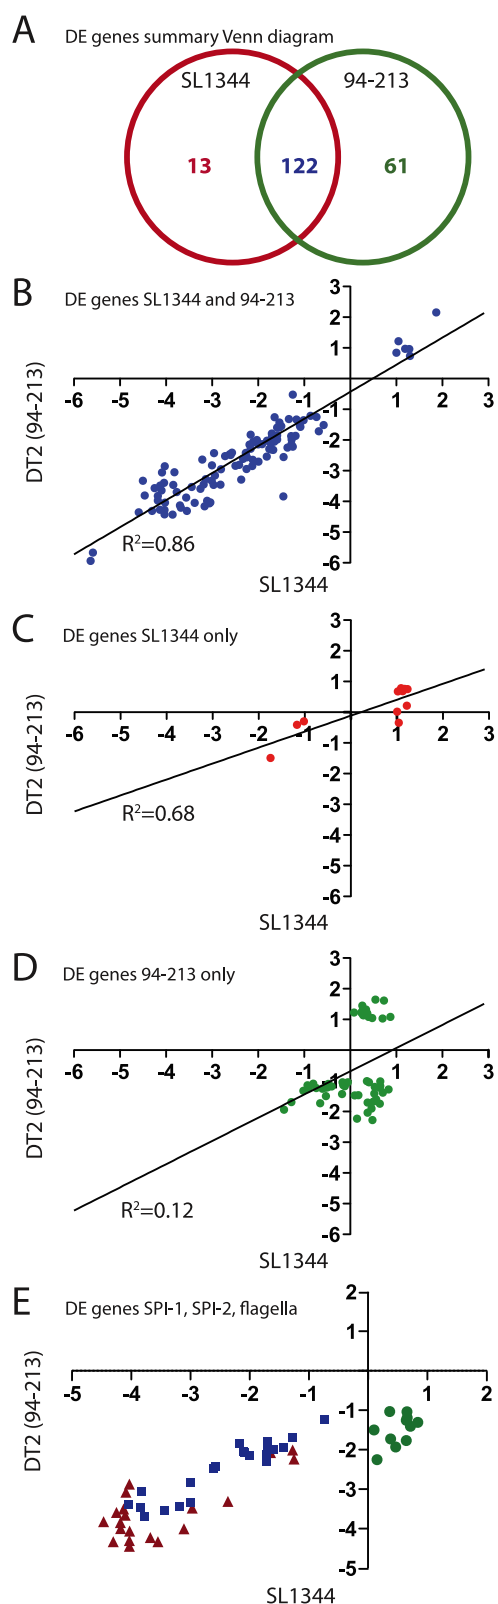 A DE genes summary Venn diagram
SL1344 94-213
13 122 61
B DE genes SL1344 and 94-213
3
2
1
-6 -5 -4 -3 -2 -1 0 1 2 3
-1
-2
-3
-4
-5
-6
DT2 (94-213)
R²=0.86
SL1344
C DE genes SL1344 only
3
2
1
-6 -5 -4 -3 -2 -1 0 1 2 3
-1
-2
-3
-4
-5
-6
DT2 (94-213)
R²=0.68
SL1344
D DE genes 94-213 only
3
2
1
-6 -5 -4 -3 -2 -1 0 1 2 3
-1
-2
-3
-4
-5
-6
DT2 (94-213)
R²=0.12
SL1344
E DE genes SPI-1, SPI-2, flagella
2
1
-5 -4 -3 -2 -1 0 1 2
-1
-2
-3
-4
-5
DT2 (94-213)
SL1344